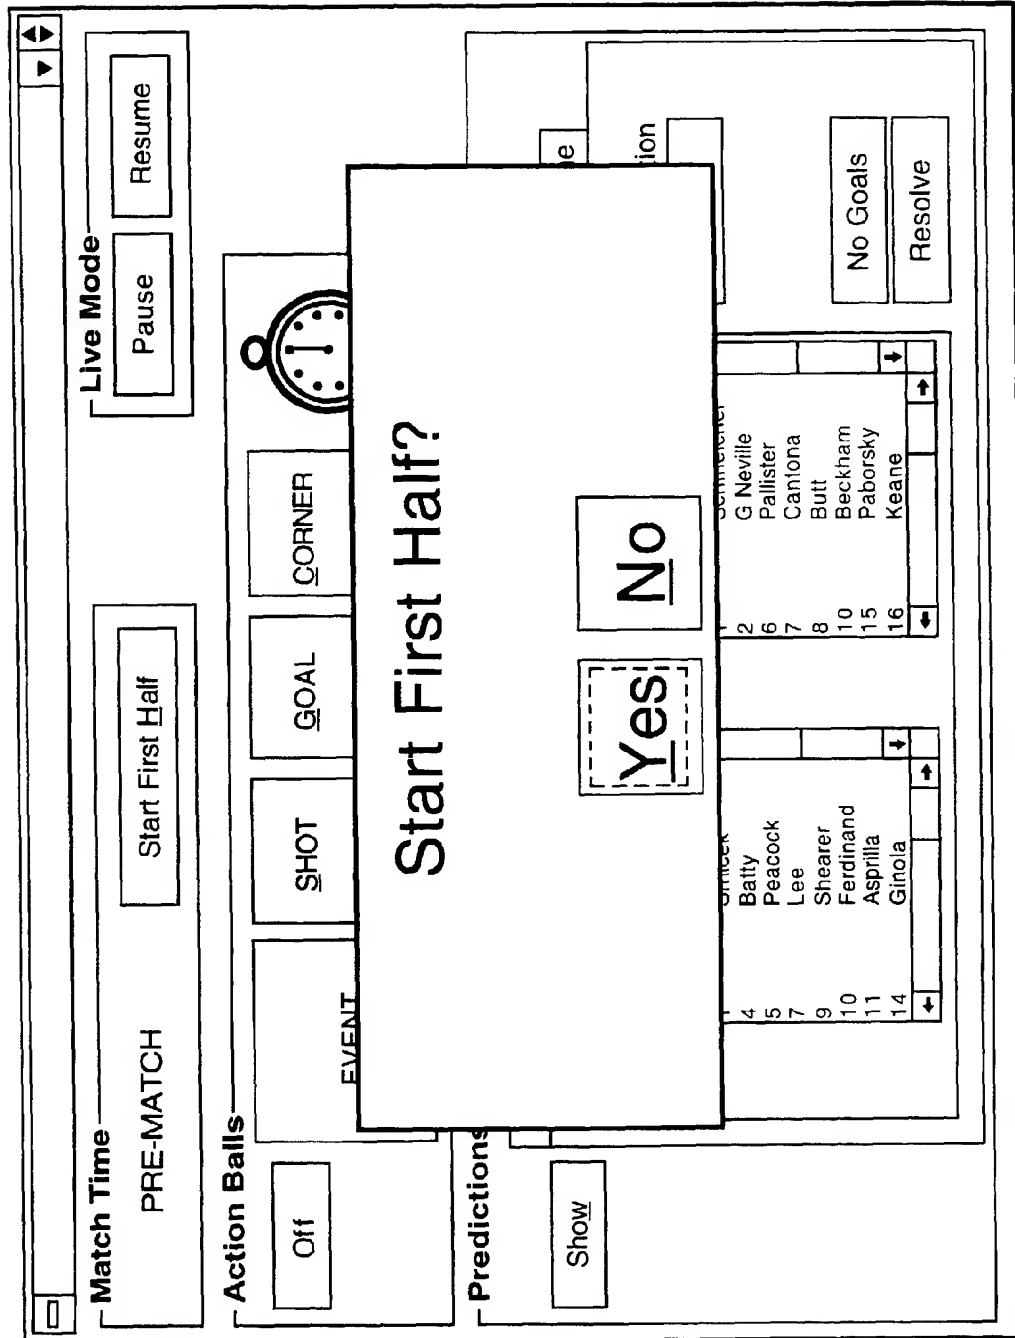 Match Time
PRE-MATCH
Start First Half
Live Mode
Pause
Resume
Action Balls
Off
EVENT
SHOT
GOAL
CORNER
Start First Half?
Yes
No
Predictions
Show
4 Batty
5 Peacock
7 Lee
9 Shearer
10 Ferdinand
11 Asprilla
14 Ginola
2 G Neville
6 Pallister
7 Cantona
8 Butt
10 Beckham
15 Paborsky
16 Keane
No Goals
Resolve